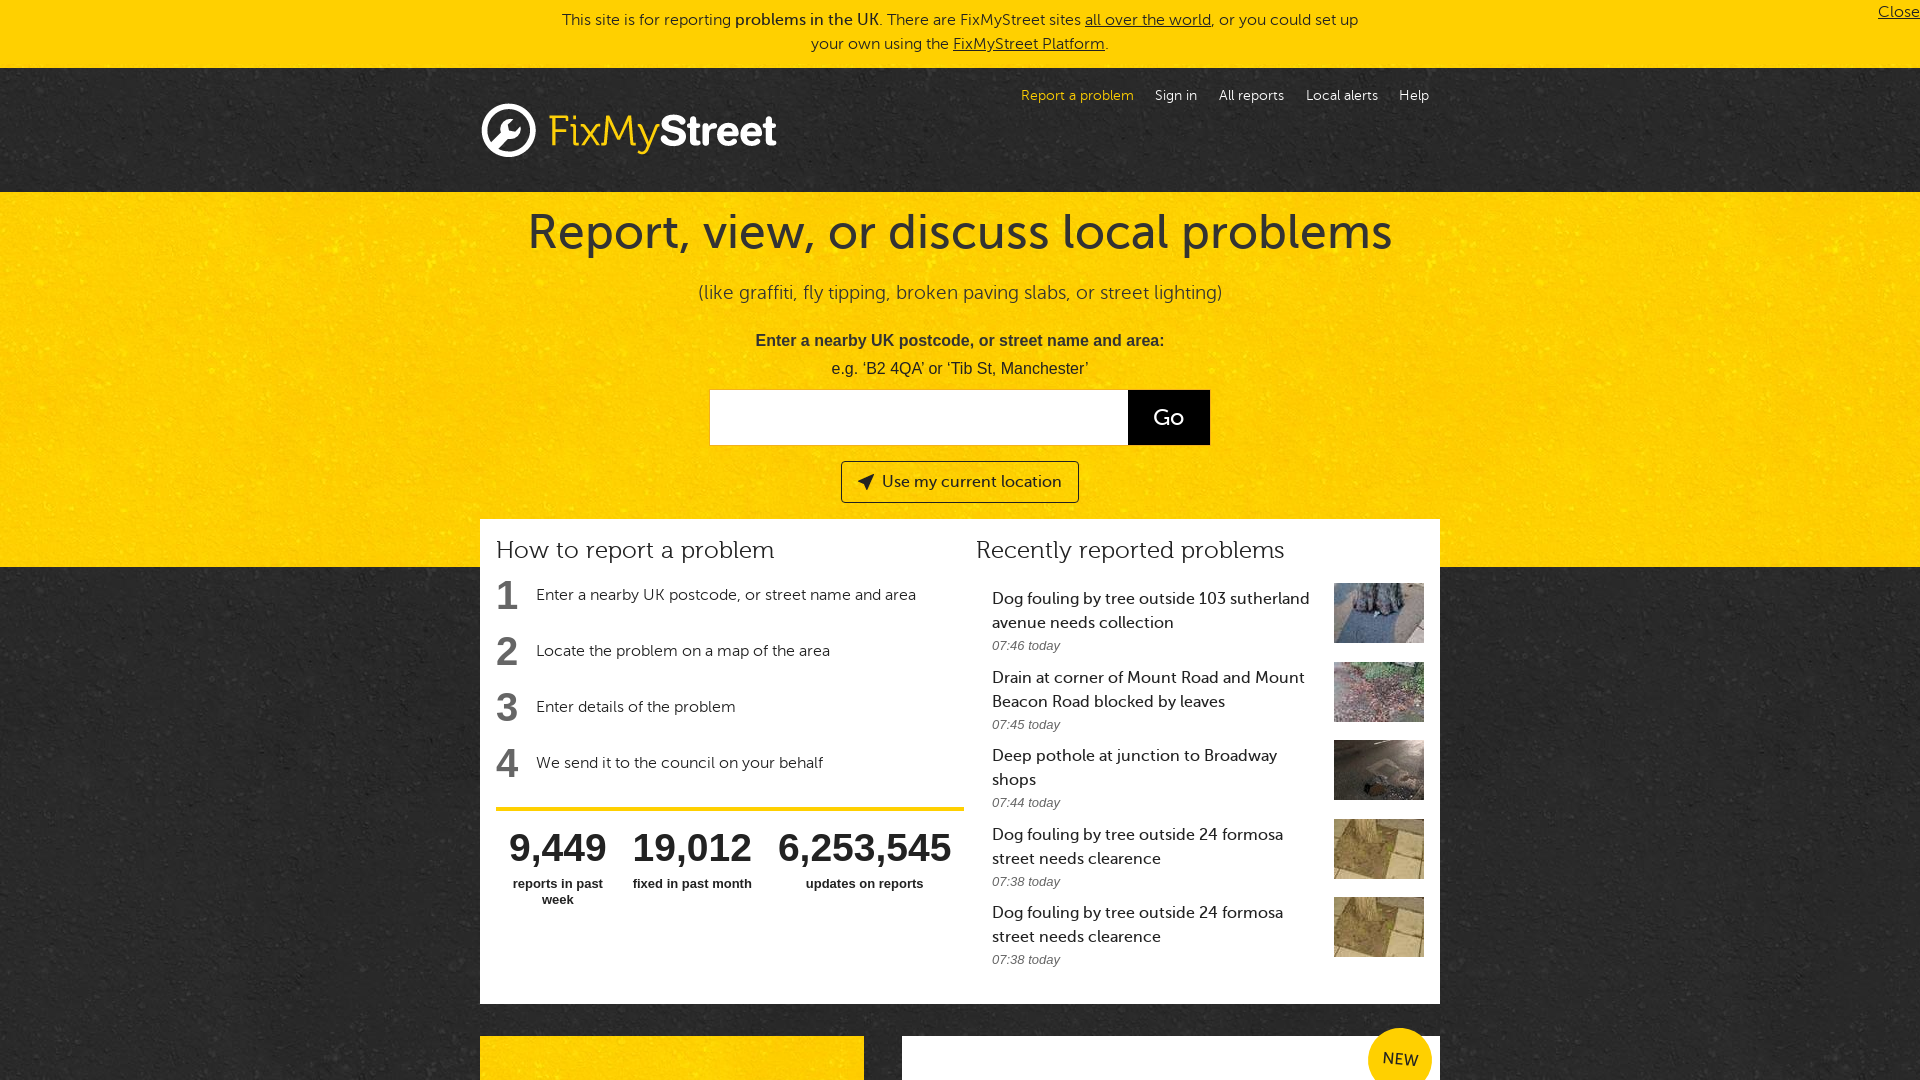 This site is for reporting problems in the UK. There are FixMyStreet sites all over the world, or you could set up
your own using the FixMyStreet Platform.
Close
FixMyStreet
Report a problem
Sign in
All reports
Local alerts
Help
Report, view, or discuss local problems
(like graffiti, fly tipping, broken paving slabs, or street lighting)
Enter a nearby UK postcode, or street name and area:
e.g. ‘B2 4QA’ or ‘Tib St, Manchester’
Go
Use my current location
How to report a problem
1 Enter a nearby UK postcode, or street name and area
2 Locate the problem on a map of the area
3 Enter details of the problem
4 We send it to the council on your behalf
9,449
reports in past
week
19,012
fixed in past month
6,253,545
updates on reports
Recently reported problems
Dog fouling by tree outside 103 sutherland
avenue needs collection
07:46 today
Drain at corner of Mount Road and Mount
Beacon Road blocked by leaves
07:45 today
Deep pothole at junction to Broadway
shops
07:44 today
Dog fouling by tree outside 24 formosa
street needs clearence
07:38 today
Dog fouling by tree outside 24 formosa
street needs clearence
07:38 today
NEW